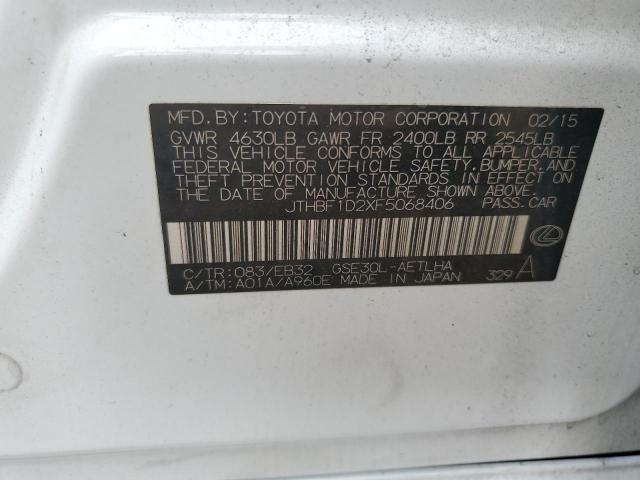 MFD. BY: TOYOTA MOTOR CORPORATION 02/15
GVWR 4630LB GAWR FR 2400LB RR 2545LB
THIS VEHICLE CONFORMS TO ALL APPLICABLE
FEDERAL MOTOR VEHICLE SAFETY, BUMPER, AND
THEFT PREVENTION STANDARDS IN EFFECT ON
THE DATE OF MANUFACTURE SHOWN ABOVE.
JTHBF1D2XF5068406 PASS. CAR
C/TR: 083/EB32 GSE30L-AETLHA
A/TM: A01A/A960E MADE IN JAPAN 329 A